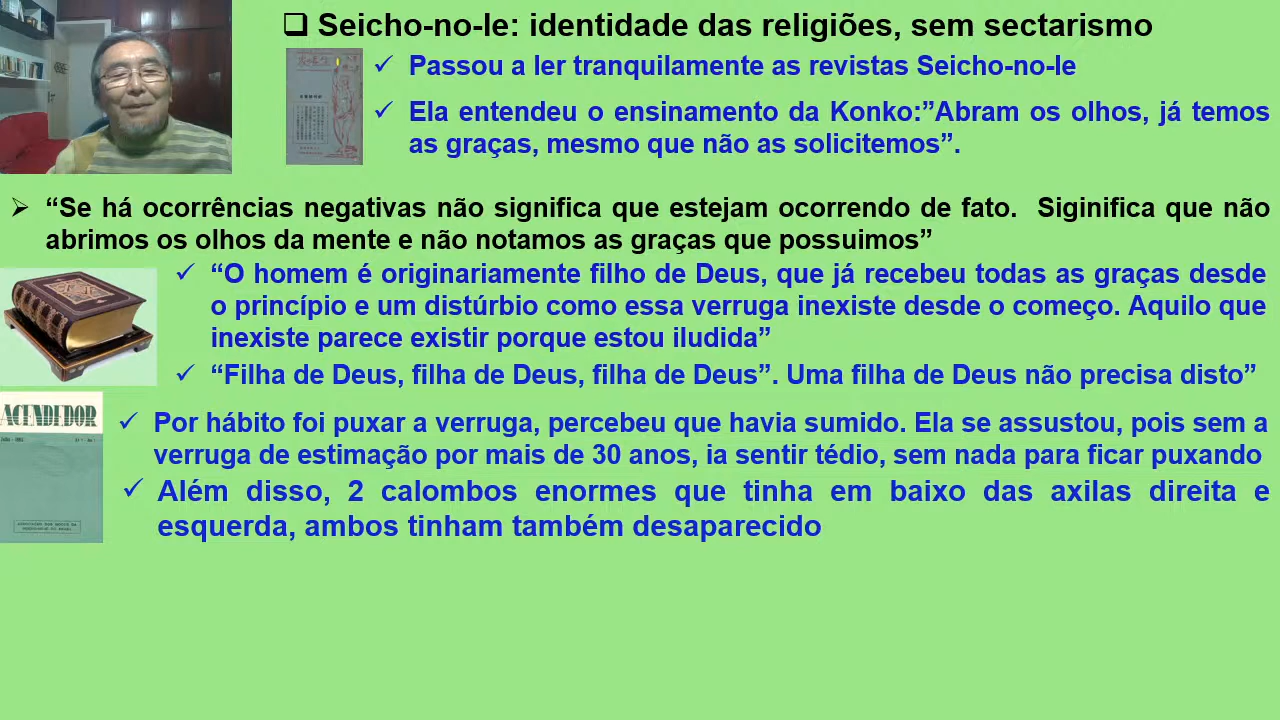 Seicho-no-Ie: identidade das religiões, sem sectarismo
Passou a ler tranquilamente as revistas Seicho-no-Ie
Ela entendeu o ensinamento da Konko:”Abram os olhos, já temos
as graças, mesmo que não as solicitemos”.
“Se há ocorrências negativas não significa que estejam ocorrendo de fato. Siginifica que não
abrimos os olhos da mente e não notamos as graças que possuimos”
“O homem é originariamente filho de Deus, que já recebeu todas as graças desde
o princípio e um distúrbio como essa verruga inexiste desde o começo. Aquilo que
inexiste parece existir porque estou iludida”
“Filha de Deus, filha de Deus, filha de Deus”. Uma filha de Deus não precisa disto”
ACENDEDOR
Por hábito foi puxar a verruga, percebeu que havia sumido. Ela se assustou, pois sem a
verruga de estimação por mais de 30 anos, ia sentir tédio, sem nada para ficar puxando
Além disso, 2 calombos enormes que tinha em baixo das axilas direita e
esquerda, ambos tinham também desaparecido